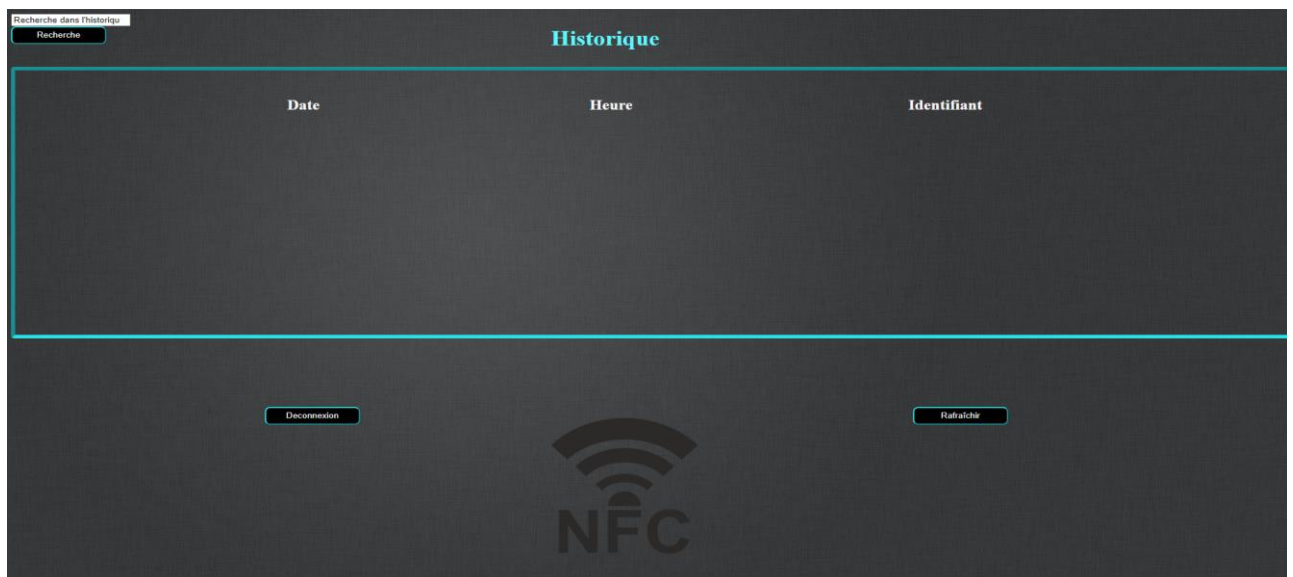 Recherche dans l'historiqu
Recherche
Historique
Date Heure Identifiant
Deconnexion Rafraîchir
NFC